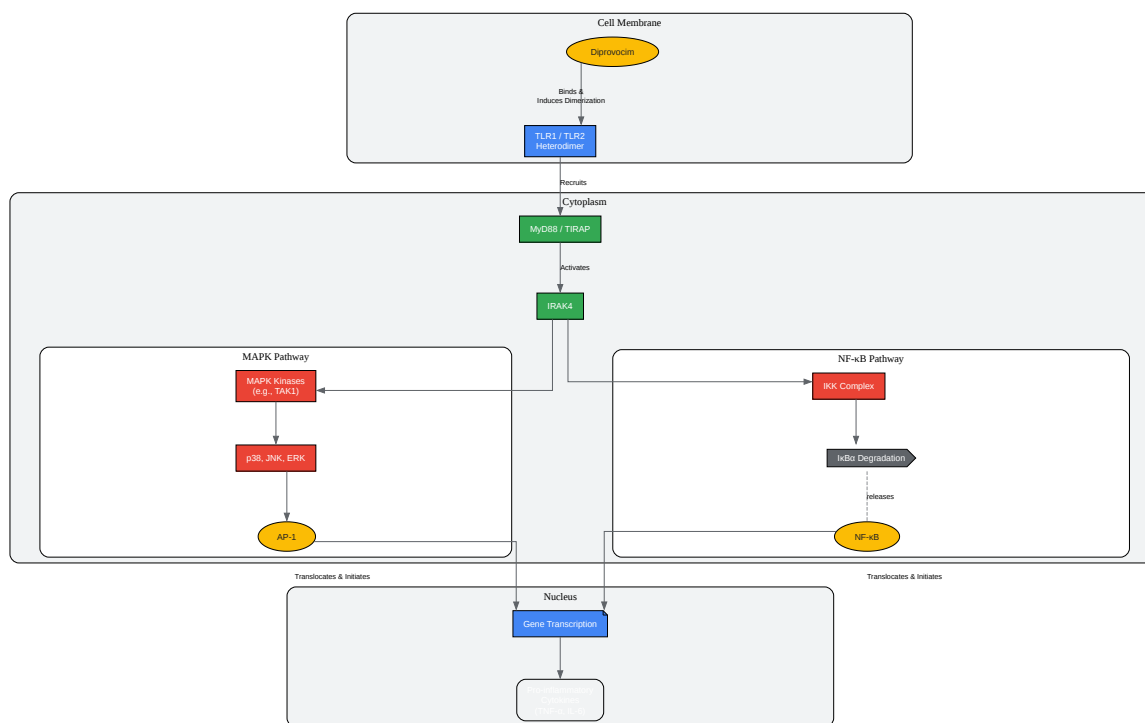 Cell Membrane
Diprovocim
Binds &
Induces Dimerization
TLR1 / TLR2
Heterodimer
Recruits
Cytoplasm
MyD88 / TIRAP
Activates
IRAK4
MAPK Pathway
MAPK Kinases
(e.g., TAK1)
p38, JNK, ERK
AP-1
NF-κB Pathway
IKK Complex
IκBα Degradation
releases
NF-κB
Translocates & Initiates
Translocates & Initiates
Nucleus
Gene Transcription